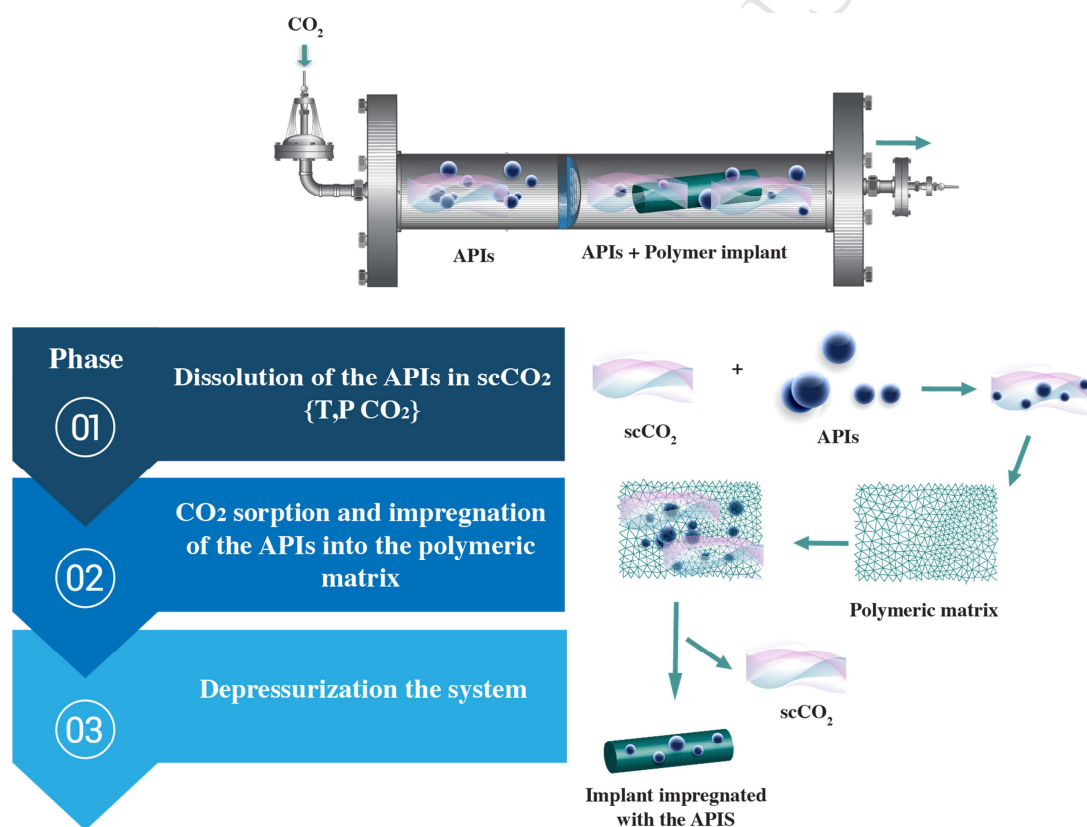 CO2
APIs
APIs + Polymer implant
Phase
01
Dissolution of the APIs in scCO2
{T,P CO2}
02
CO2 sorption and impregnation
of the APIs into the polymeric
matrix
03
Depressurization the system
+
scCO2
APIs
Polymeric matrix
scCO2
Implant impregnated
with the APIS